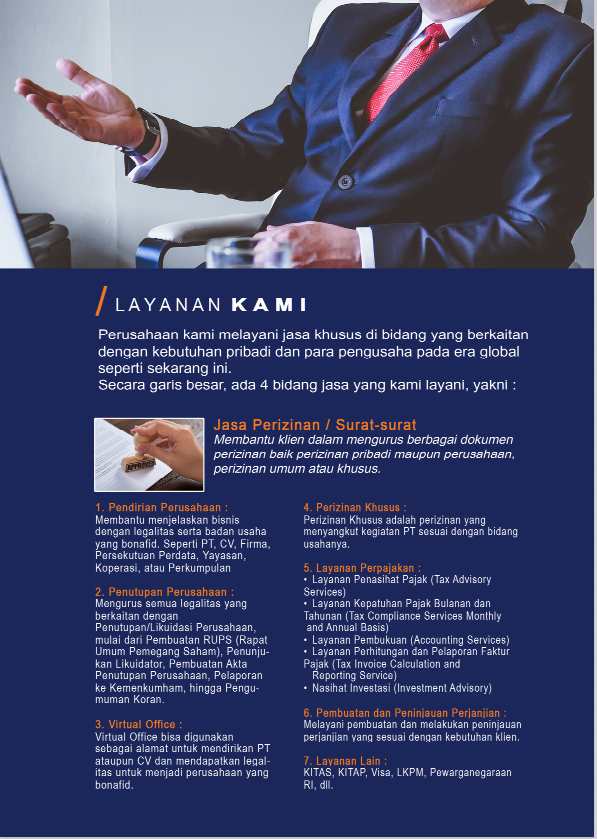 LAYANAN KAMI
Perusahaan kami melayani jasa khusus di bidang yang berkaitan
dengan kebutuhan pribadi dan para pengusaha pada era global
seperti sekarang ini.
Secara garis besar, ada 4 bidang jasa yang kami layani, yakni :
APPROVED
Jasa Perizinan / Surat-surat
Membantu klien dalam mengurus berbagai dokumen
perizinan baik perizinan pribadi maupun perusahaan,
perizinan umum atau khusus.
1. Pendirian Perusahaan :
Membantu menjelaskan bisnis
dengan legalitas serta badan usaha
yang bonafid. Seperti PT, CV, Firma,
Persekutuan Perdata, Yayasan,
Koperasi, atau Perkumpulan
2. Penutupan Perusahaan :
Mengurus semua legalitas yang
berkaitan dengan
Penutupan/Likuidasi Perusahaan,
mulai dari Pembuatan RUPS (Rapat
Umum Pemegang Saham), Penunju-
kan Likuidator, Pembuatan Akta
Penutupan Perusahaan, Pelaporan
ke Kemenkumham, hingga Pengu-
muman Koran.
3. Virtual Office :
Virtual Office bisa digunakan
sebagai alamat untuk mendirikan PT
ataupun CV dan mendapatkan legal-
itas untuk menjadi perusahaan yang
bonafid.
4. Perizinan Khusus :
Perizinan Khusus adalah perizinan yang
menyangkut kegiatan PT sesuai dengan bidang
usahanya.
5. Layanan Perpajakan :
• Layanan Penasihat Pajak (Tax Advisory
Services)
• Layanan Kepatuhan Pajak Bulanan dan
Tahunan (Tax Compliance Services Monthly
and Annual Basis)
• Layanan Pembukuan (Accounting Services)
• Layanan Perhitungan dan Pelaporan Faktur
Pajak (Tax Invoice Calculation and
Reporting Service)
• Nasihat Investasi (Investment Advisory)
6. Pembuatan dan Peninjauan Perjanjian :
Melayani pembuatan dan melakukan peninjauan
perjanjian yang sesuai dengan kebutuhan klien.
7. Layanan Lain :
KITAS, KITAP, Visa, LKPM, Pewarganegaraan
RI, dll.